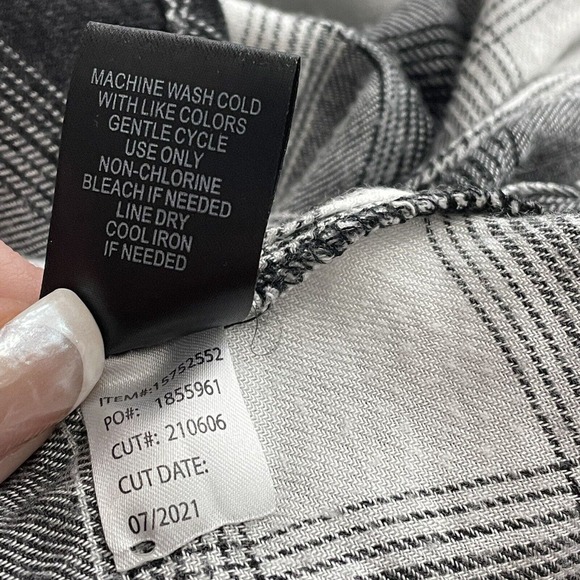 MACHINE WASH COLD
WITH LIKE COLORS
GENTLE CYCLE
USE ONLY
NON-CHLORINE
BLEACH IF NEEDED
LINE DRY
COOL IRON
IF NEEDED
ITEM#:15752552
PO#: 1855961
CUT#: 210606
CUT DATE:
07/2021